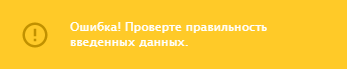 Ошибка! Проверте правильность
введенных данных.